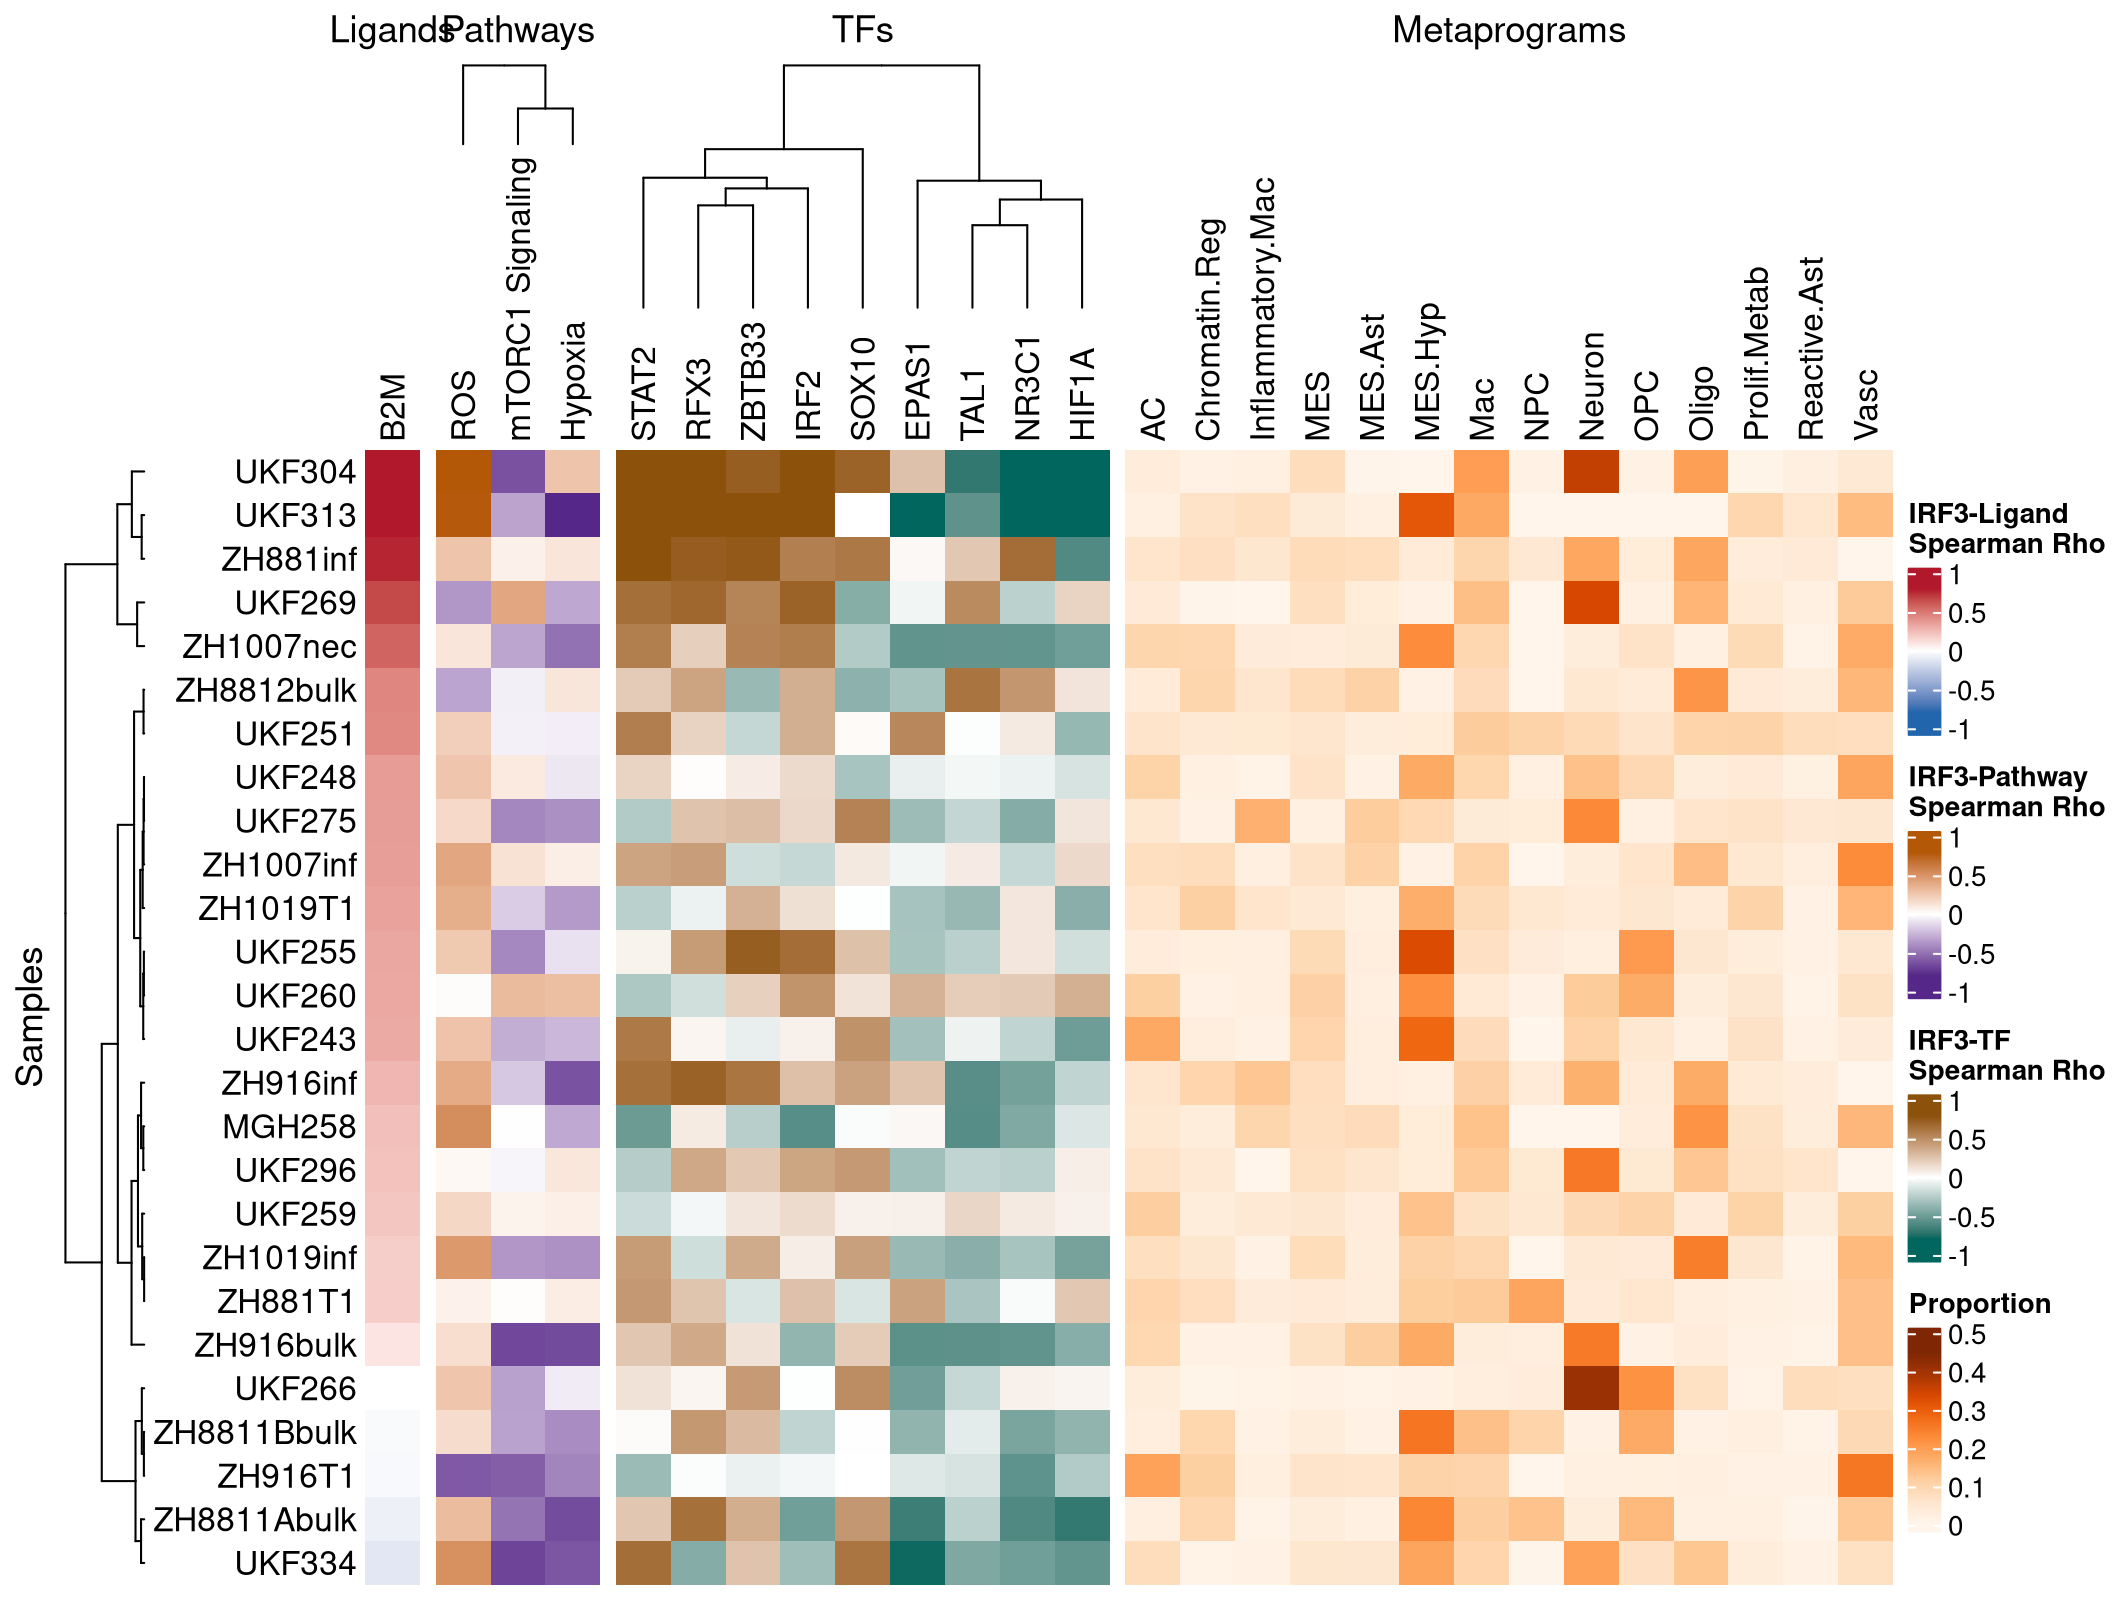 Ligands
Pathways
TFs
Metaprograms
B2M
ROS
mTORC1 Signaling
Hypoxia
STAT2
RFX3
ZBTB33
IRF2
SOX10
EPAS1
TAL1
NR3C1
HIF1A
AC
Chromatin.Reg
Inflammatory.Mac
MES
MES.Ast
MES.Hyp
Mac
NPC
Neuron
OPC
Oligo
Prolif.Metab
Reactive.Ast
Vasc
Samples
UKF304
UKF313
ZH881inf
UKF269
ZH1007nec
ZH8812bulk
UKF251
UKF248
UKF275
ZH1007inf
ZH1019T1
UKF255
UKF260
UKF243
ZH916inf
MGH258
UKF296
UKF259
ZH1019inf
ZH881T1
ZH916bulk
UKF266
ZH8811Bbulk
ZH916T1
ZH8811Abulk
UKF334
IRF3-Ligand
Spearman Rho
1
0.5
0
-0.5
-1
IRF3-Pathway
Spearman Rho
1
0.5
0
-0.5
-1
IRF3-TF
Spearman Rho
1
0.5
0
-0.5
-1
Proportion
0.5
0.4
0.3
0.2
0.1
0